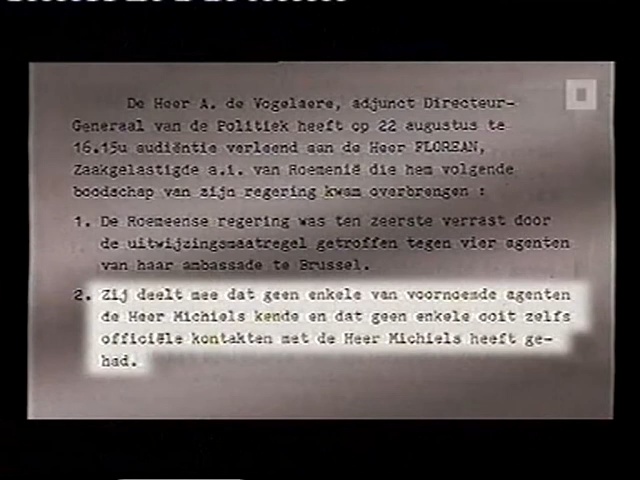 De Heer A. de Vogelaere, adjunct Directeur-
Generaal van de Politiek heeft op 22 augustus te
16.15u audiëntie verleend aan de Heer FLOREAN,
Zaakgelastigde a.i. van Roemenië die hem volgende
boodschap van zijn regering kwam overbrengen :
1. De Roemeense regering was ten zeerste verrast door
de uitwijzingsmaatregel getroffen tegen vier agenten
van haar ambassade te Brussel.
2. Zij deelt mee dat geen enkele van voornoemde agenten
de Heer Michiels kende en dat geen enkele ooit zelfs
officiële kontakten met de Heer Michiels heeft ge-
had.